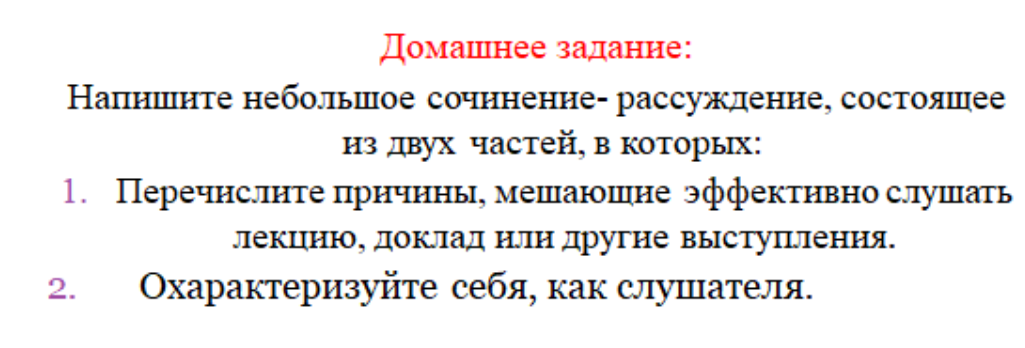 Домашнее задание:
Напишите небольшое сочинение- рассуждение, состоящее
из двух частей, в которых:
1. Перечислите причины, мешающие эффективно слушать
лекцию, доклад или другие выступления.
2. Охарактеризуйте себя, как слушателя.